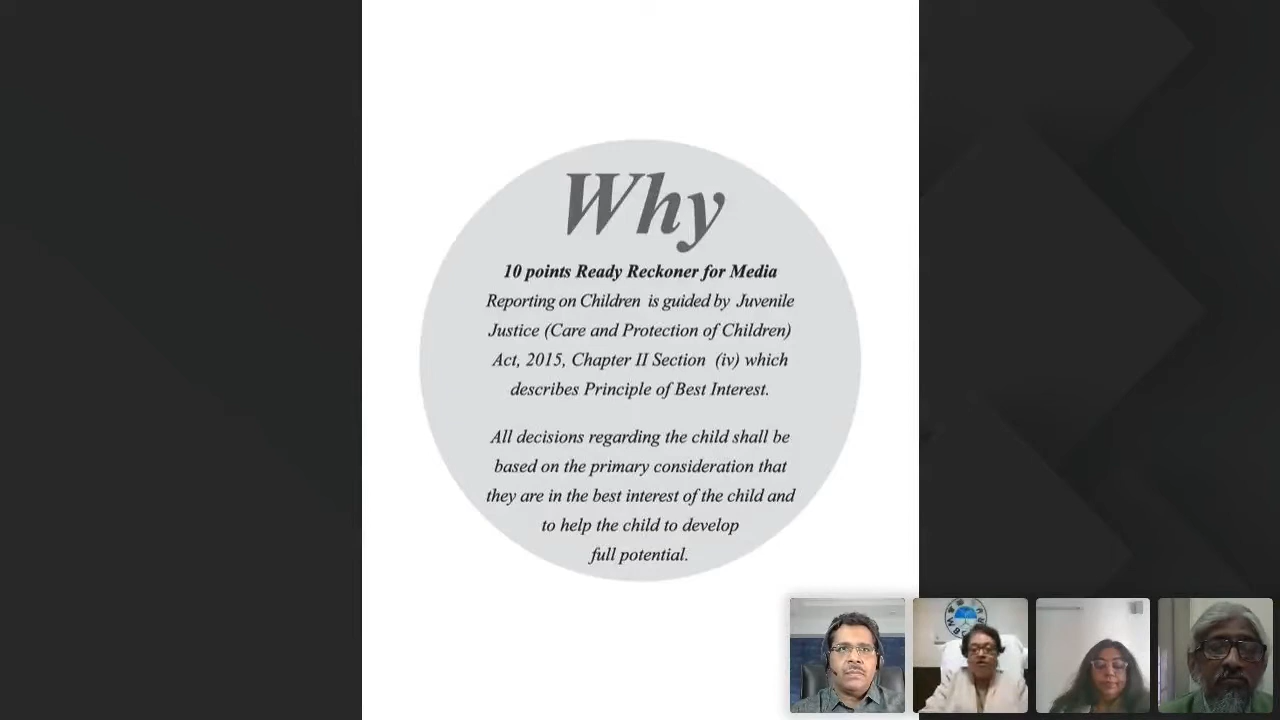 Why
10 points Ready Reckoner for Media
Reporting on Children is guided by Juvenile
Justice (Care and Protection of Children)
Act, 2015, Chapter II Section (iv) which
describes Principle of Best Interest.
All decisions regarding the child shall be
based on the primary consideration that
they are in the best interest of the child and
to help the child to develop
full potential.